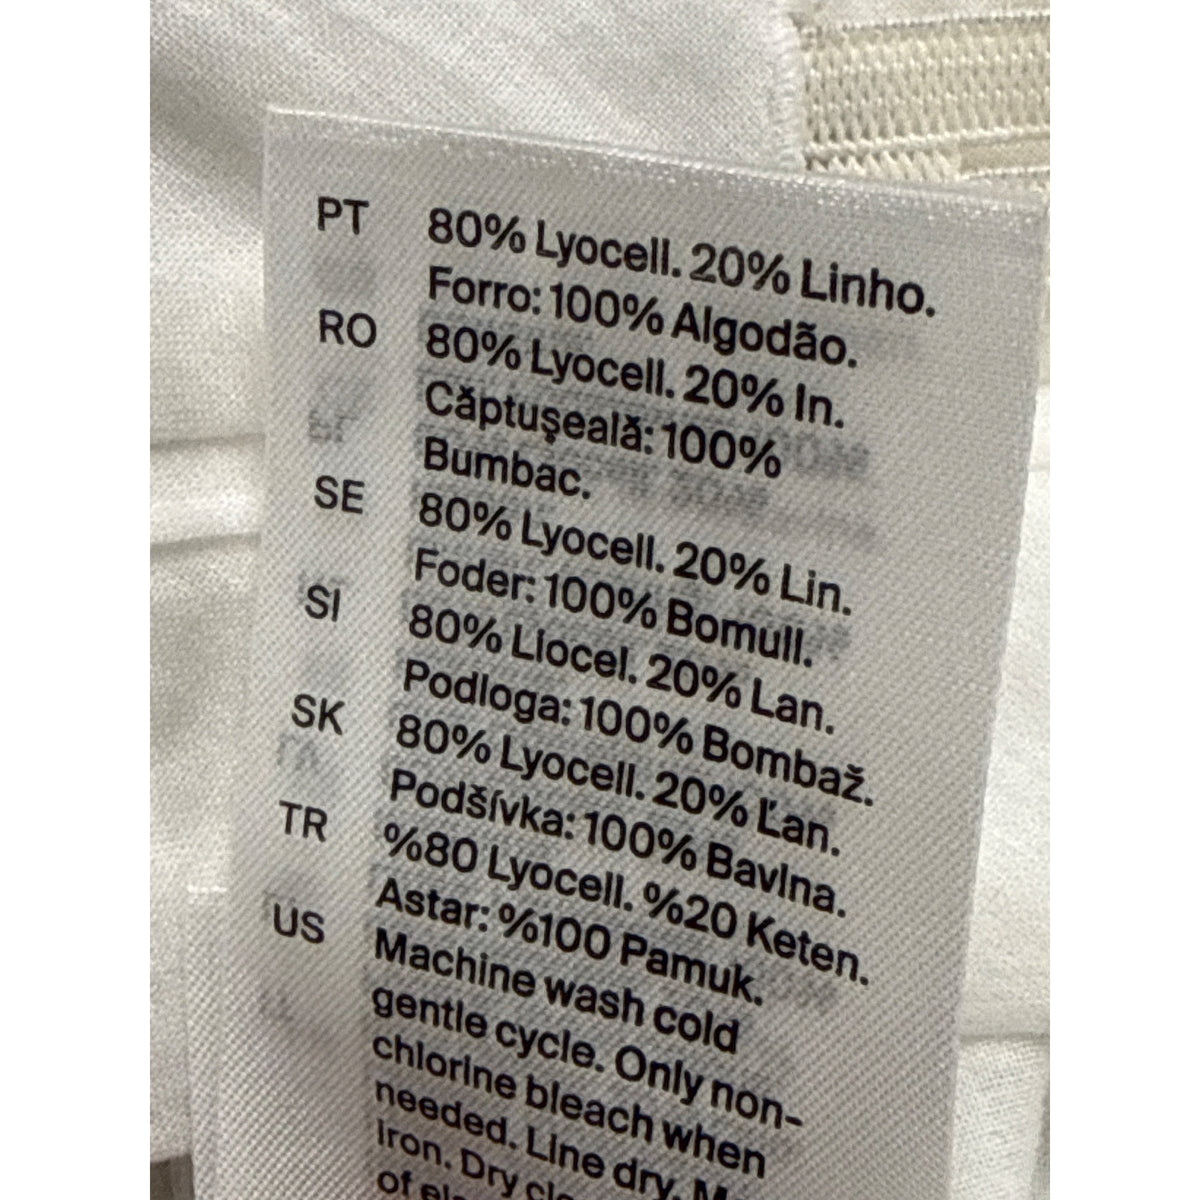 PT 80% Lyocell. 20% Linho.
Forro: 100% Algodão.
RO 80% Lyocell. 20% In.
Căptuşeală: 100%
Bumbac.
SE 80% Lyocell. 20% Lin.
Foder: 100% Bomull.
SI 80% Liocel. 20% Lan.
Podloga: 100% Bombaž.
SK 80% Lyocell. 20% Ľan.
Podšívka: 100% Bavlna.
TR %80 Lyocell. %20 Keten.
Astar: %100 Pamuk.
US Machine wash cold
gentle cycle. Only non-
chlorine bleach when
needed. Line dry.
Iron. Dry
of